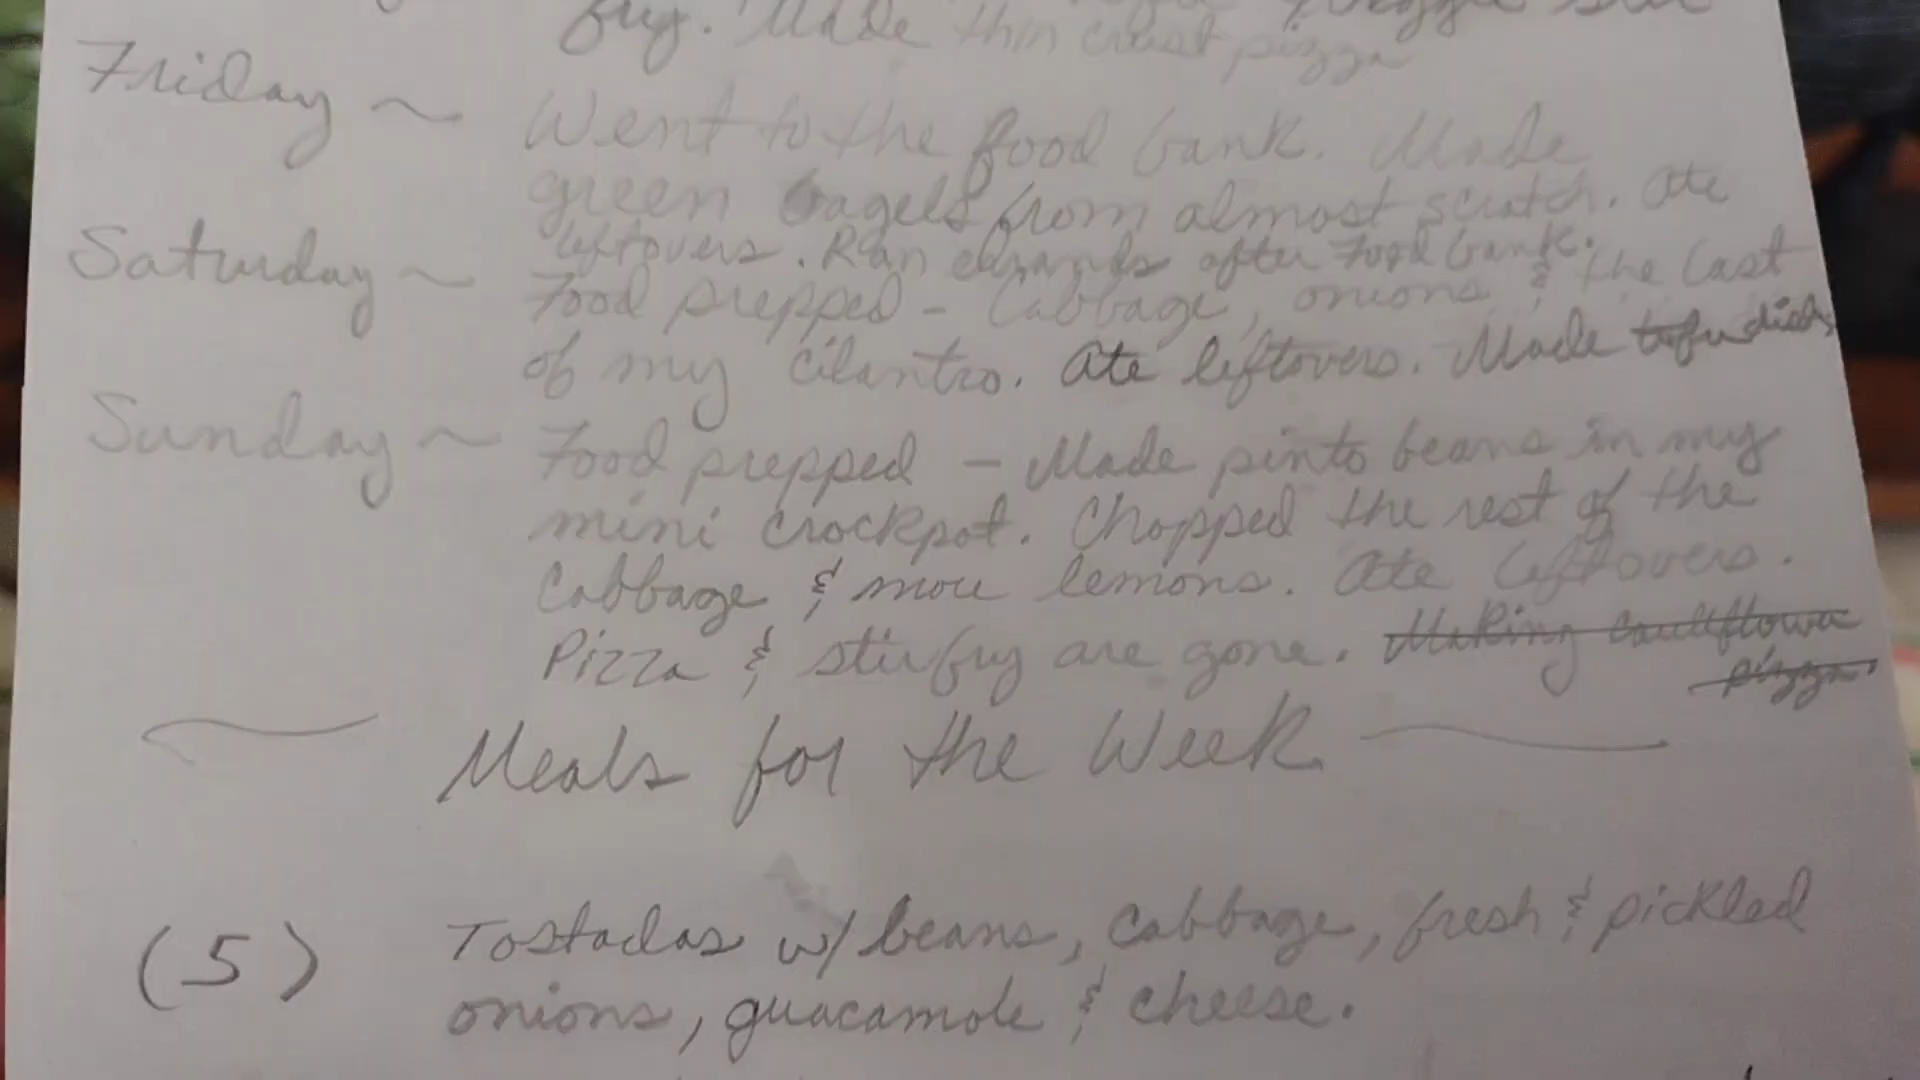 fry. Made thin crust pizza
Friday ~ Went to the food bank. Made
green bagels from almost scratch. Ate
leftovers. Ran errands after Food bank.
Saturday ~ Food prepped - Cabbage, onions & the last
of my cilantro. Ate leftovers. Made tofu dish
Sunday ~ Food prepped - Made pinto beans in my
mini crockpot. Chopped the rest of the
Cabbage & more lemons. Ate leftovers.
Pizza & stirfry are gone. Making cauliflower
pizza.
Meals for the Week
(5) Tostadas w/ beans, cabbage, fresh & pickled
onions, guacamole & cheese.